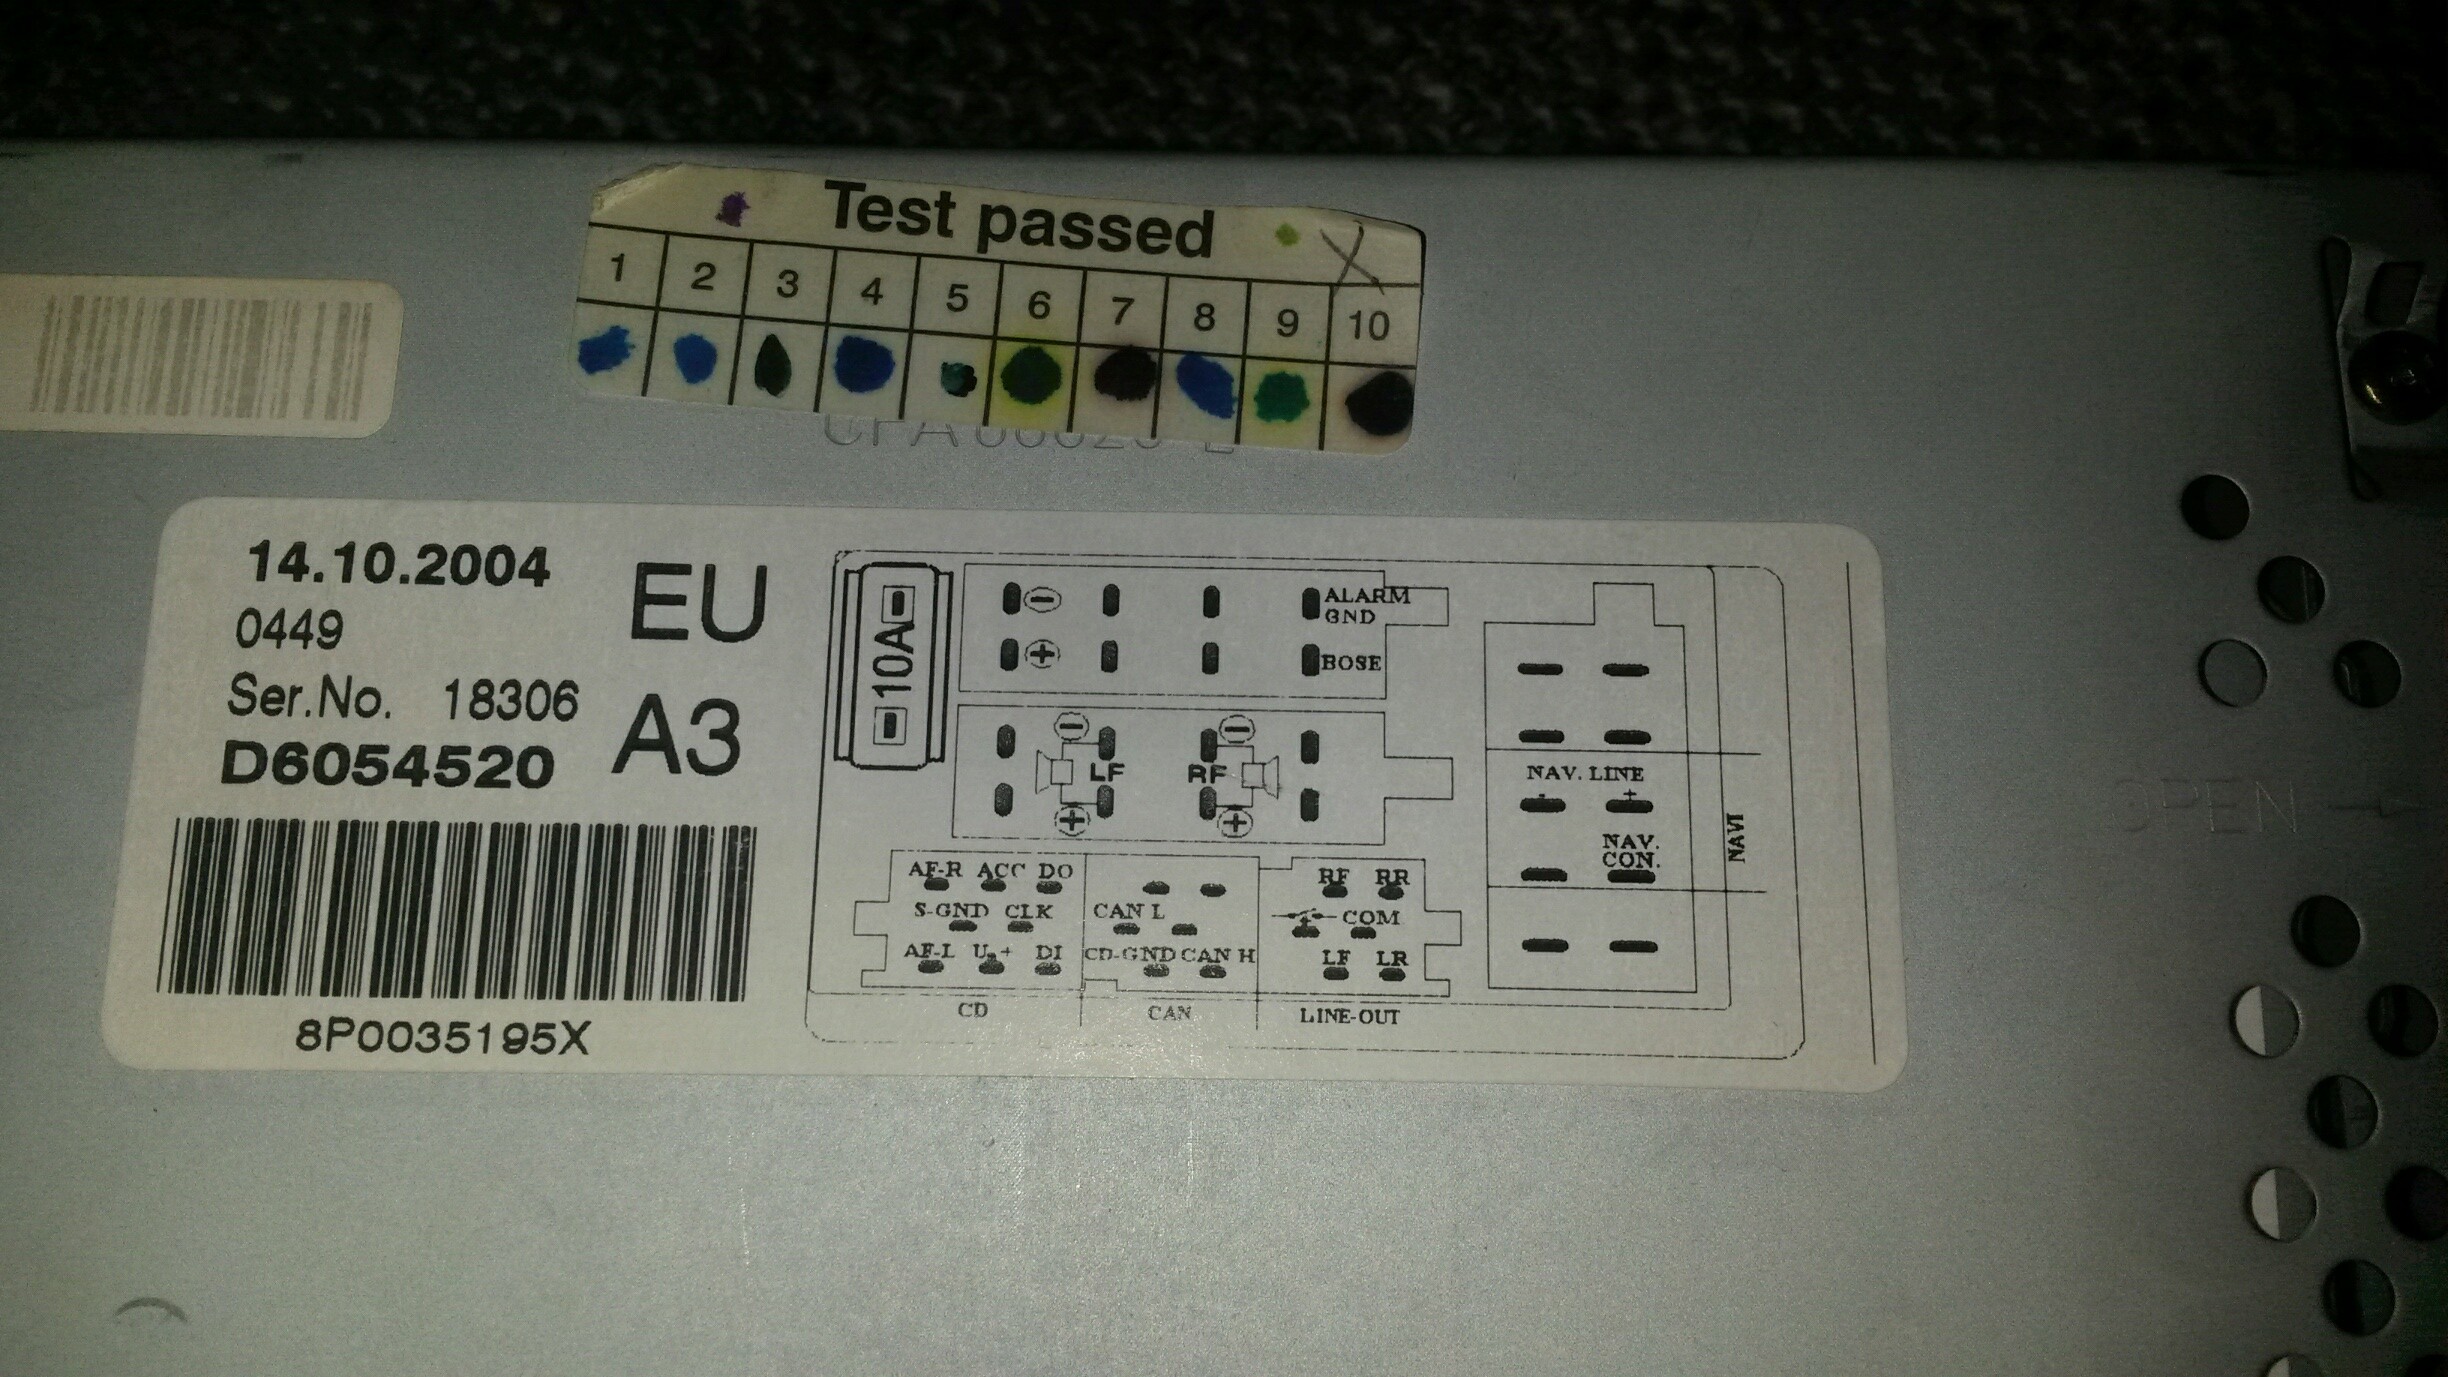 Test passed
1 2 3 4 5 6 7 8 9 10
14.10.2004
0449
Ser.No. 18306
D6054520
EU
A3
8P0035195X
10A
ALARM
GND
BOSE
LF RF
AF-R ACC DO
S-GND CLK
AF-L DI
CD
CAN L
CD-GND CAN H
CAN
RF RR
COM
LF LR
LINE-OUT
NAV. LINE
- +
NAV.
CON.
NAVI
OPEN